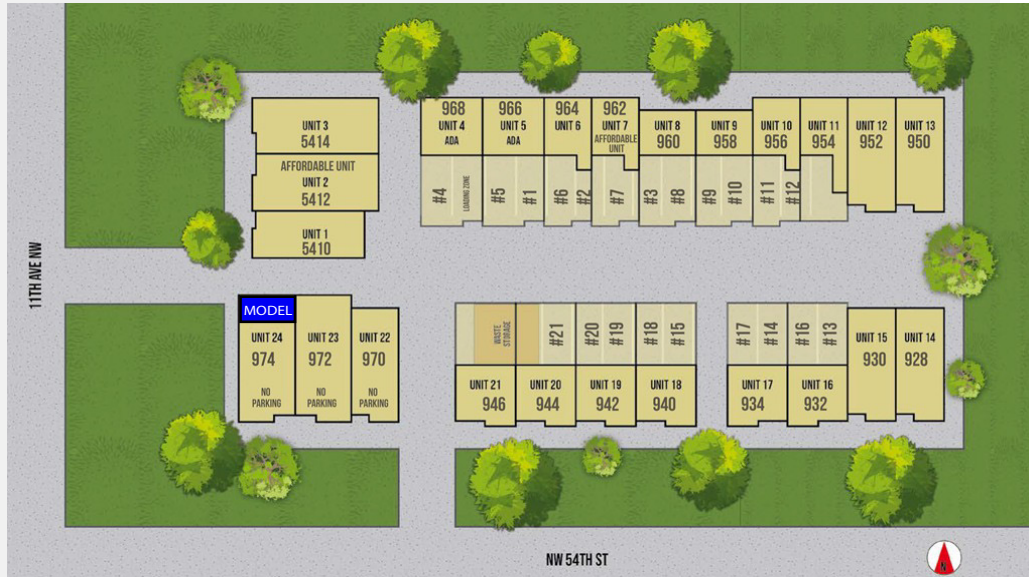 UNIT 3
5414
AFFORDABLE UNIT
UNIT 2
5412
UNIT 1
5410
968
UNIT 4
ADA
966
UNIT 5
ADA
964
UNIT 6
962
UNIT 7
AFFORDABLE
UNIT
UNIT 8
960
UNIT 9
958
UNIT 10
956
UNIT 11
954
UNIT 12
952
UNIT 13
950
#4
LOADING ZONE
#5
#1
#6
#2
#7
#3
#8
#9
#10
#11
#12
11TH AVE NW
MODEL
UNIT 24
974
NO
PARKING
UNIT 23
972
NO
PARKING
UNIT 22
970
NO
PARKING
WASTE
STORAGE
#21
#20
#19
#18
#15
#17
#14
#16
#13
UNIT 21
946
UNIT 20
944
UNIT 19
942
UNIT 18
940
UNIT 17
934
UNIT 16
932
UNIT 15
930
UNIT 14
928
NW 54TH ST
N